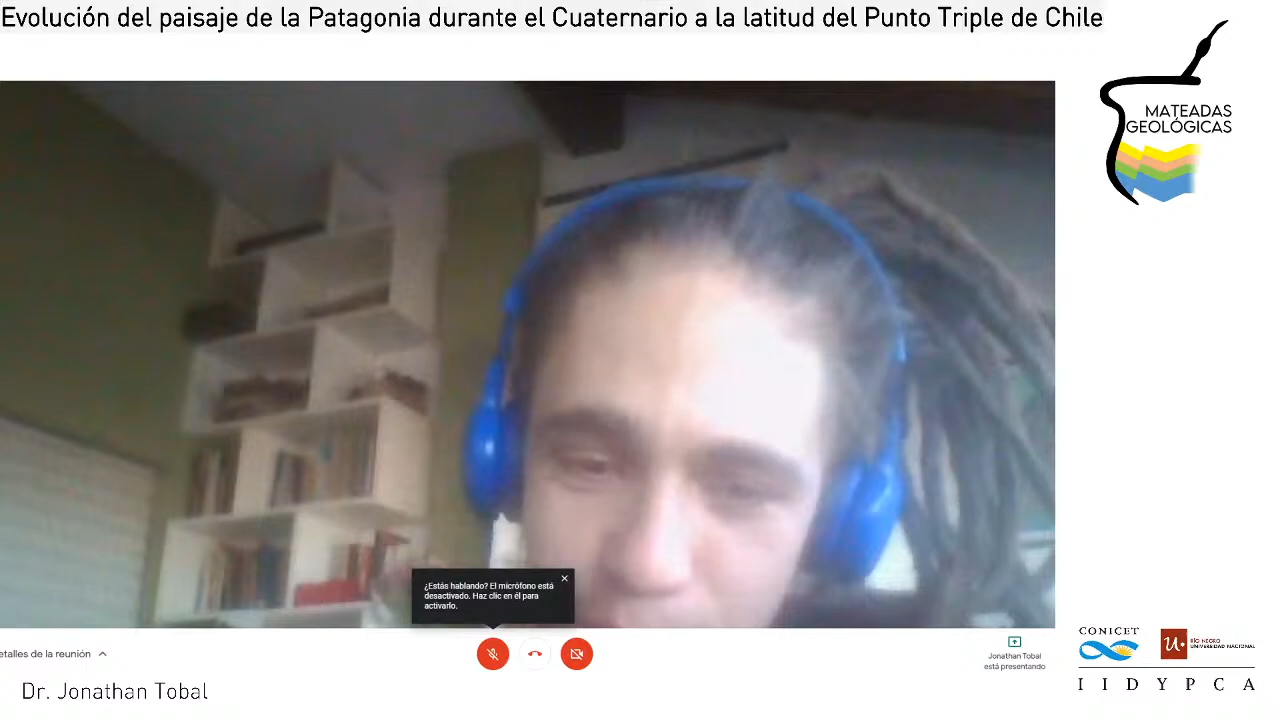 Evolución del paisaje de la Patagonia durante el Cuaternario a la latitud del Punto Triple de Chile
MATEADAS
GEOLÓGICAS
¿Estás hablando? El micrófono está
desactivado. Haz clic en él para
activarlo.
etalles de la reunión
Jonathan Tobal
está presentando
CONICET
RÍO NEGRO
UNIVERSIDAD NACIONAL
Dr. Jonathan Tobal
I I D Y P C A